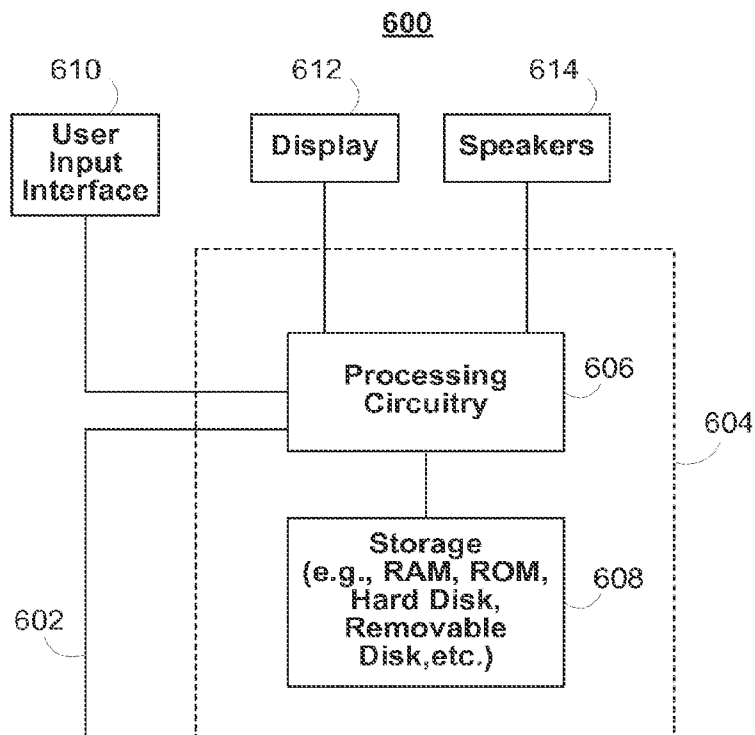 600
610
612
614
User
Input
Interface
Display
Speakers
Processing
Circuitry
606
604
Storage
(e.g., RAM, ROM,
Hard Disk,
Removable
Disk,etc.)
608
602